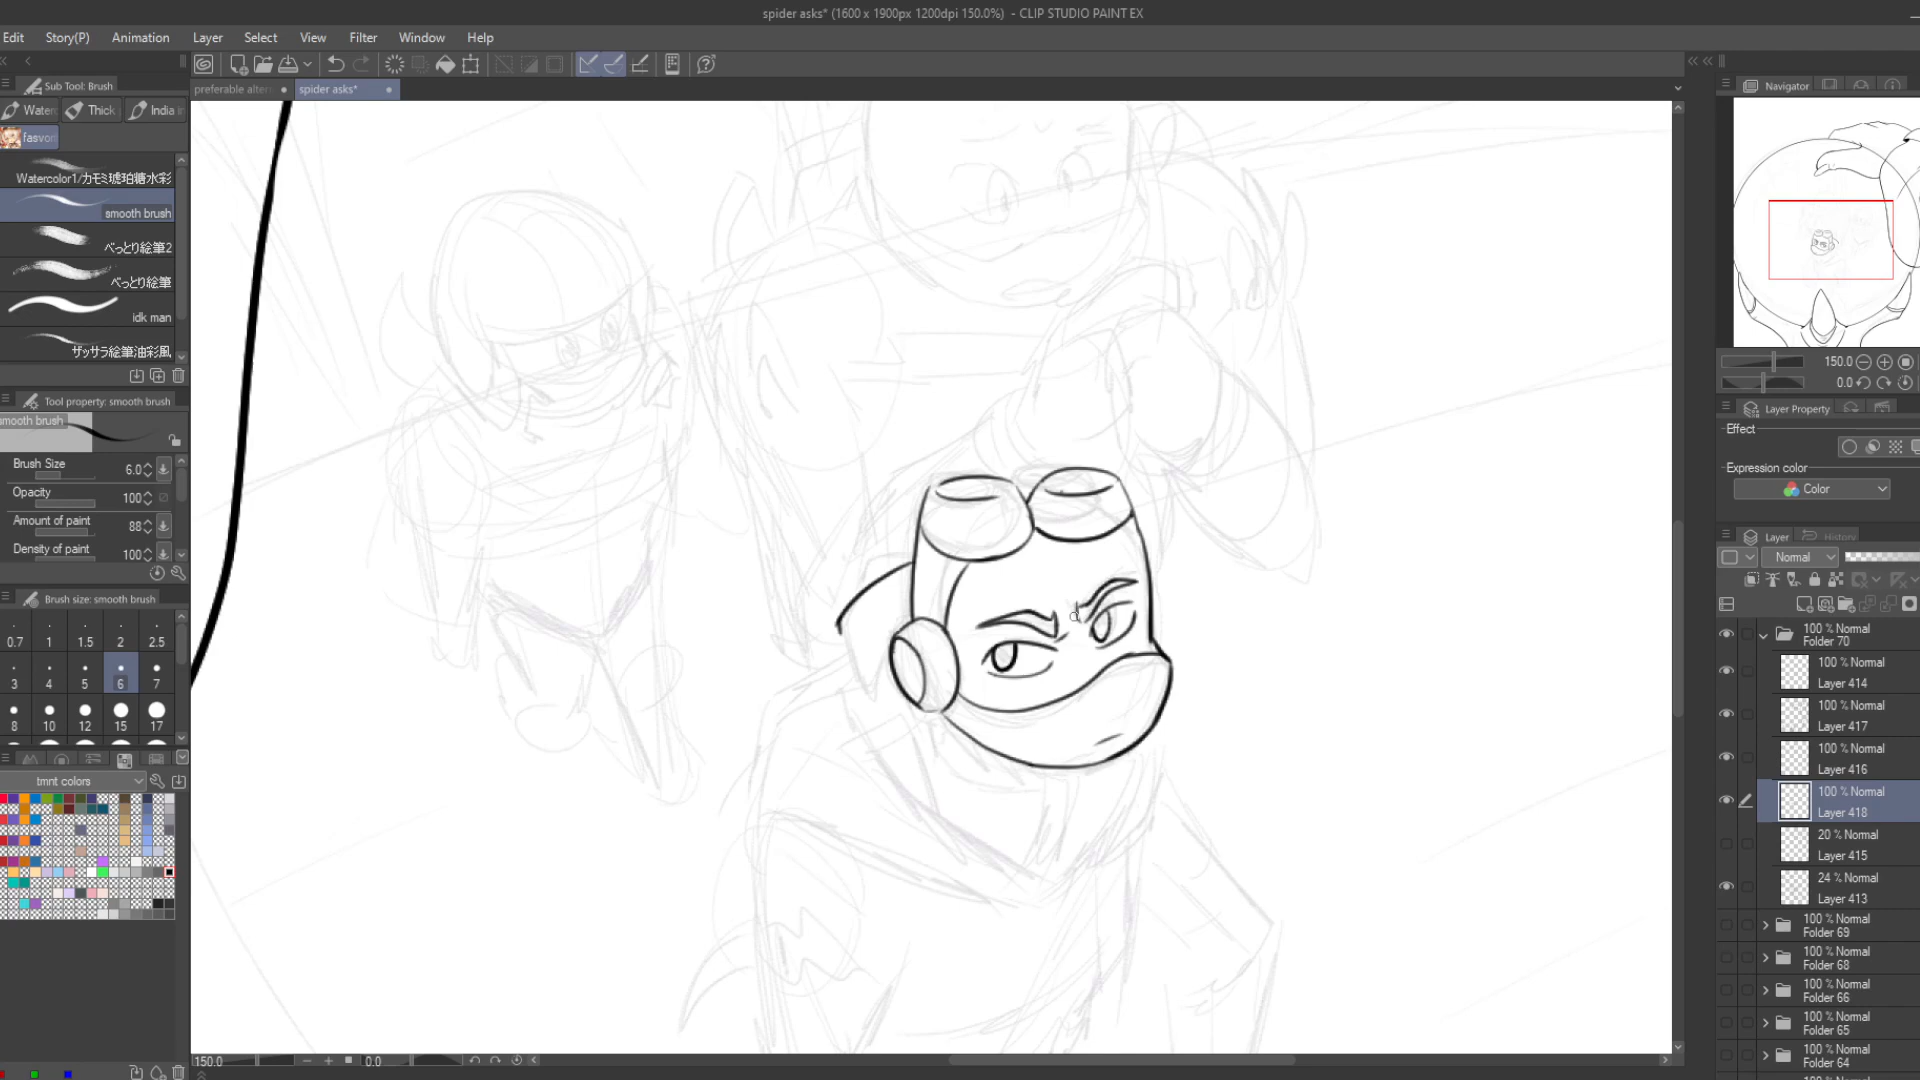 spider asks* (1600 x 1900px 1200dpi 150.0%)  - CLIP STUDIO PAINT EX
Edit Story(P) Animation Layer Select View Filter Window Help
preferable altern
spider asks*
Sub Tool: Brush
Water Thick India i
fasvori
Watercolor1/カモミ琥珀糖水彩
smooth brush
べっとり絵筆2
べっとり絵筆
idk man
ザッサラ絵筆油彩風
Tool property: smooth brush
smooth brush
Brush Size 6.0
Opacity 100
Amount of paint 88
Density of paint 100
Brush size: smooth brush
0.7 1 1.5 2 2.5
3 4 5 6 7
8 10 12 15 17
tmnt colors
150.0 0.0
Navigator
150.0
0.0
Layer Property
Effect
Expression color
Color
Layer History
Normal
100 % Normal
Folder 70
100 % Normal
Layer 414
100 % Normal
Layer 417
100 % Normal
Layer 416
100 % Normal
Layer 418
20 % Normal
Layer 415
24 % Normal
Layer 413
100 % Normal
Folder 69
100 % Normal
Folder 68
100 % Normal
Folder 66
100 % Normal
Folder 65
100 % Normal
Folder 64